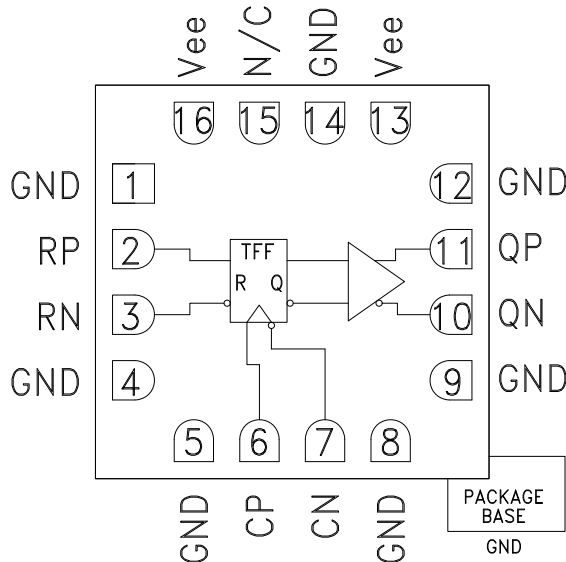 Vee
N/C
GND
Vee
16
15
14
13
GND
1
12
GND
RP
2
TFF
11
QP
R
Q
RN
3
10
QN
GND
4
9
GND
5
6
7
8
GND
CP
CN
GND
PACKAGE
BASE
GND